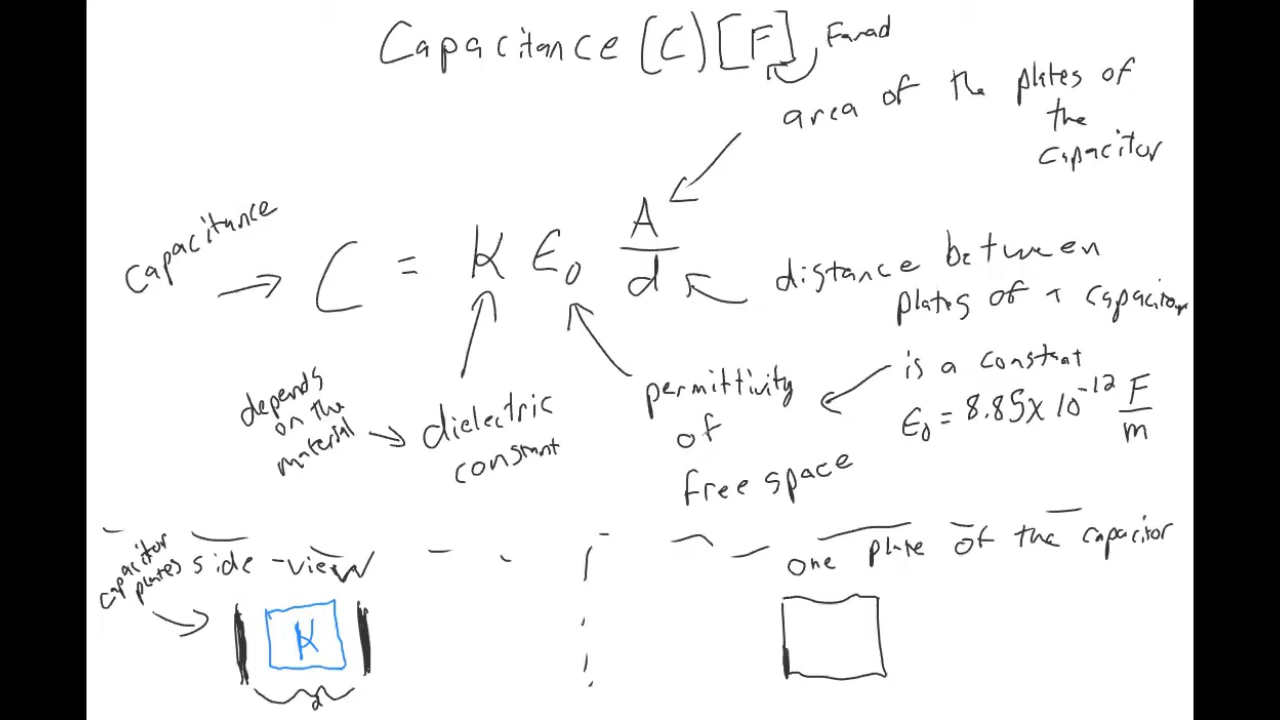 Capacitance (C) [F] Farad
area of the plates of
the
capacitor
capacitance
C = K ε₀ A/d
distance between
plates of a capacitor
is a constant
ε₀ = 8.85 x 10⁻¹² F/m
permittivity
of
free space
depends
on the
material
dielectric
constant
capacitor
plates
side-view
K
d
one plate of the capacitor